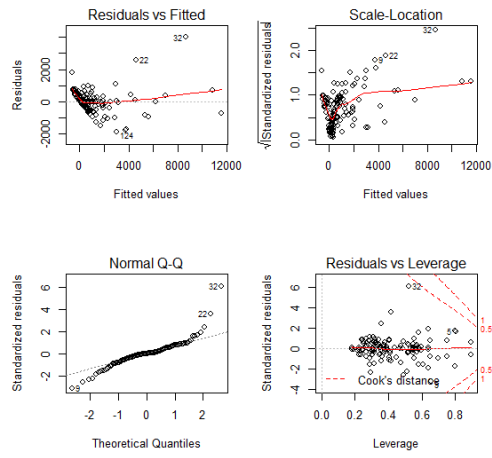 Residuals vs Fitted
Residuals
-2000 0 2000
32
22
124
0 4000 8000 12000
Fitted values
Scale-Location
√|Standardized residuals|
0.0 1.0 2.0
32
22
9
0 4000 8000 12000
Fitted values
Normal Q-Q
Standardized residuals
-2 0 2 4 6
32
22
9
-2 -1 0 1 2
Theoretical Quantiles
Residuals vs Leverage
Standardized residuals
-4 -2 0 2 4 6
32
5
9
1
0.5
0.5
1
Cook's distance
0.0 0.2 0.4 0.6 0.8
Leverage